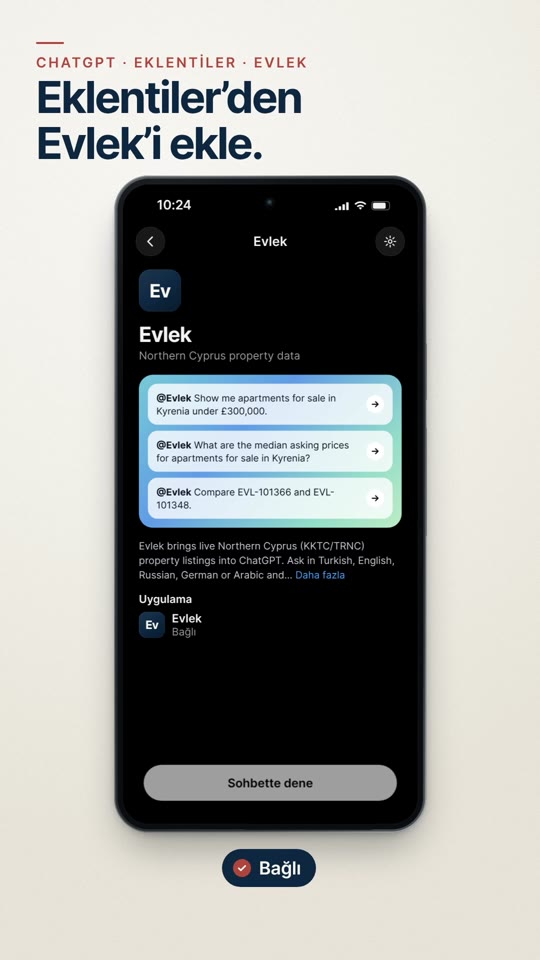 CHATGPT · EKLENTİLER · EVLEK
Eklentiler’den
Evlek’i ekle.
10:24
Evlek
Ev
Evlek
Northern Cyprus property data
@Evlek Show me apartments for sale in
Kyrenia under £300,000.
@Evlek What are the median asking prices
for apartments for sale in Kyrenia?
@Evlek Compare EVL-101366 and EVL-
101348.
Evlek brings live Northern Cyprus (KKTC/TRNC)
property listings into ChatGPT. Ask in Turkish, English,
Russian, German or Arabic and... Daha fazla
Uygulama
Ev
Evlek
Bağlı
Sohbette dene
Bağlı